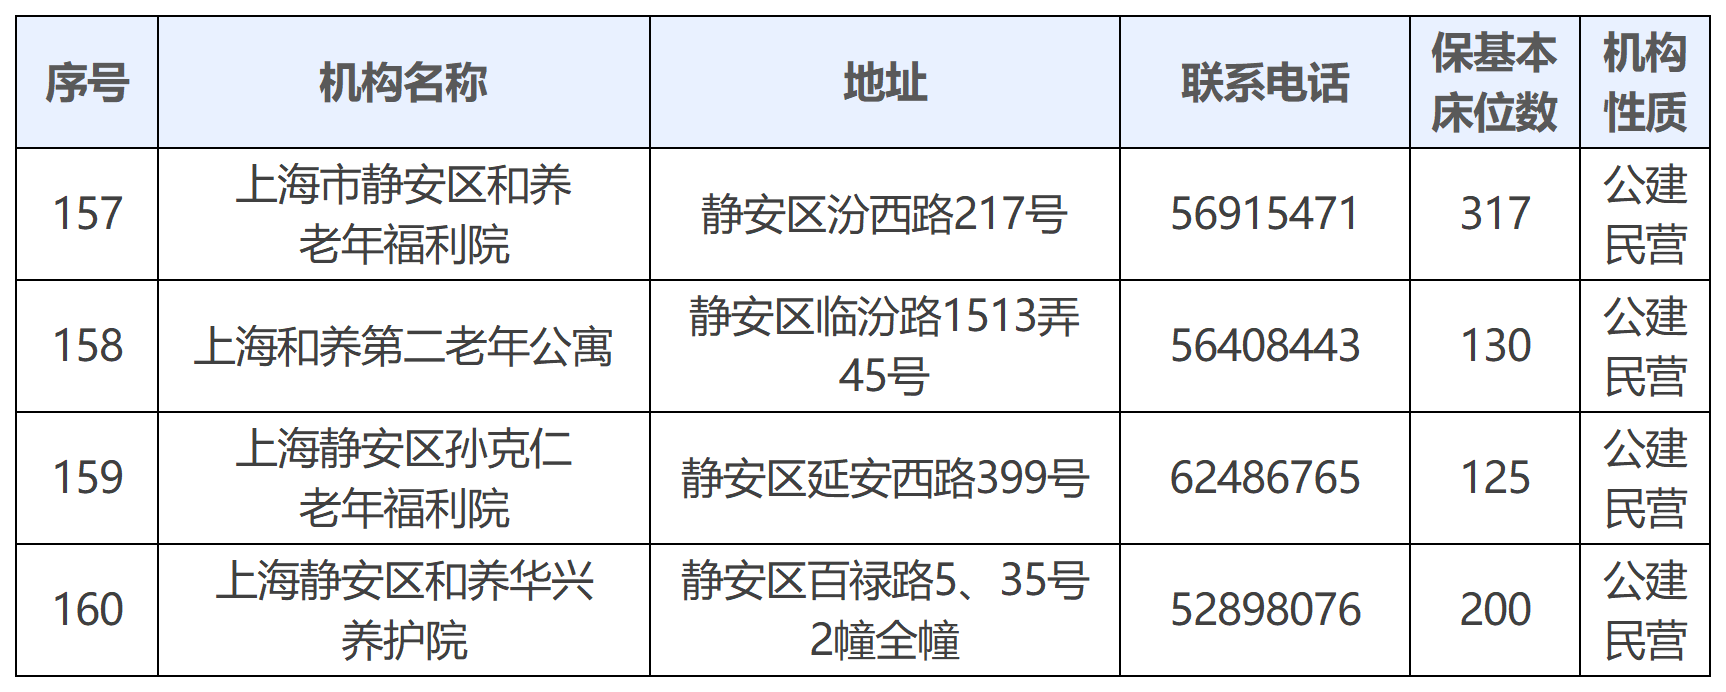 序号 机构名称 地址 联系电话 保基本床位数 机构性质
157 上海市静安区和养老年福利院 静安区汾西路217号 56915471 317 公建民营
158 上海和养第二老年公寓 静安区临汾路1513弄45号 56408443 130 公建民营
159 上海静安区孙克仁老年福利院 静安区延安西路399号 62486765 125 公建民营
160 上海静安区和养华兴养护院 静安区百禄路5、35号2幢全幢 52898076 200 公建民营